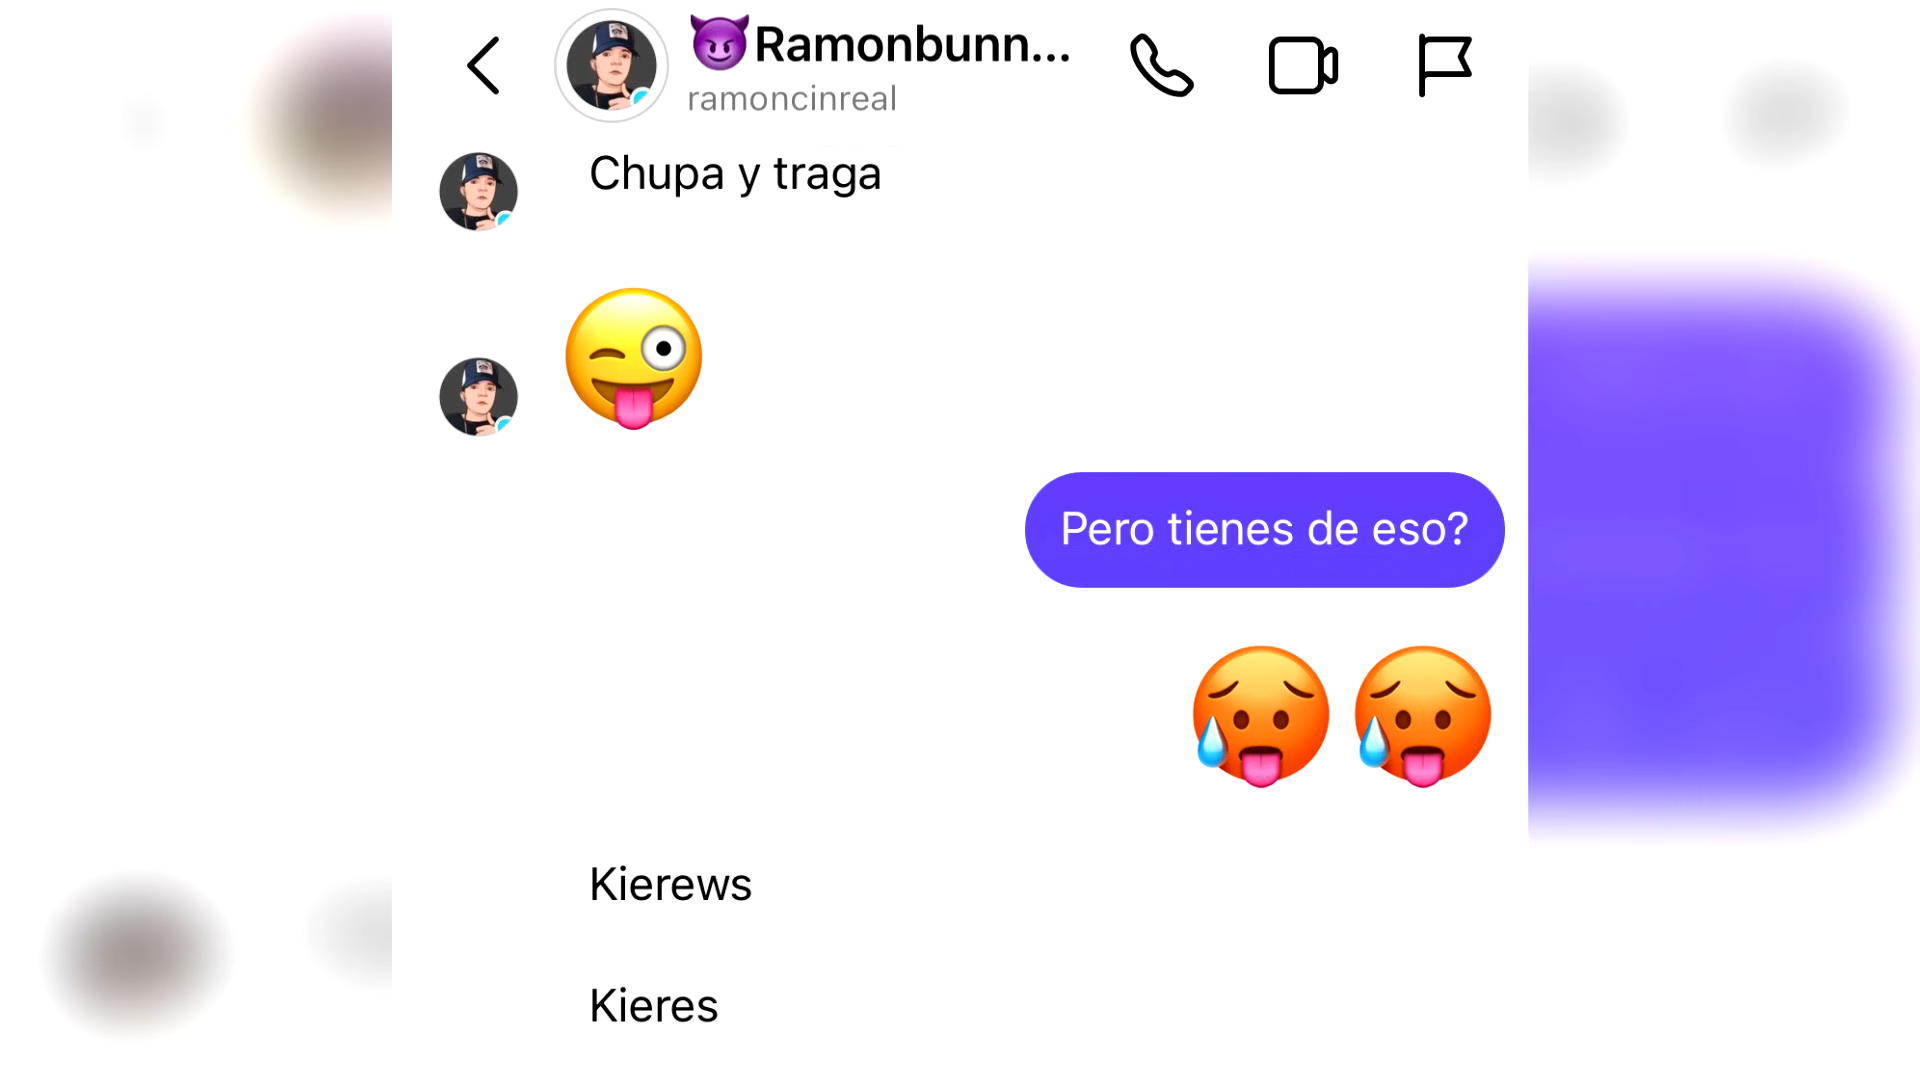 😈Ramonbunn...
ramoncinreal
Chupa y traga
😜
Pero tienes de eso?
🥵🥵
Kierews
Kieres